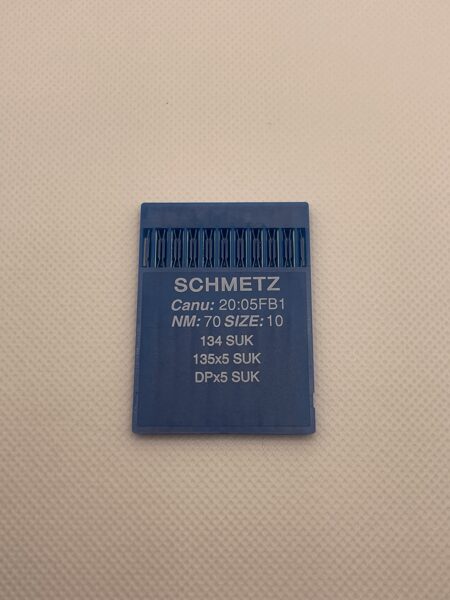 SCHMETZ
Canu: 20:05FB1
NM: 70 SIZE: 10
134 SUK
135x5 SUK
DPx5 SUK